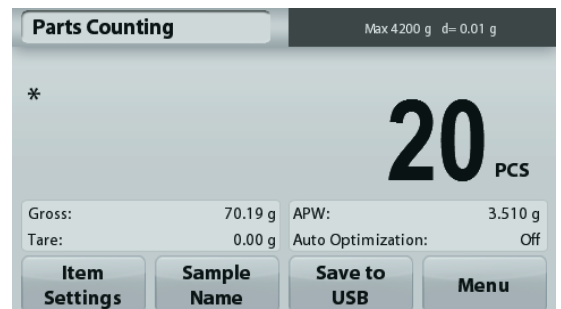 Parts Counting Max 4200 g d= 0.01 g
*
20 PCS
Gross: 70.19 g APW: 3.510 g
Tare: 0.00 g Auto Optimization: Off
Item Settings
Sample Name
Save to USB
Menu